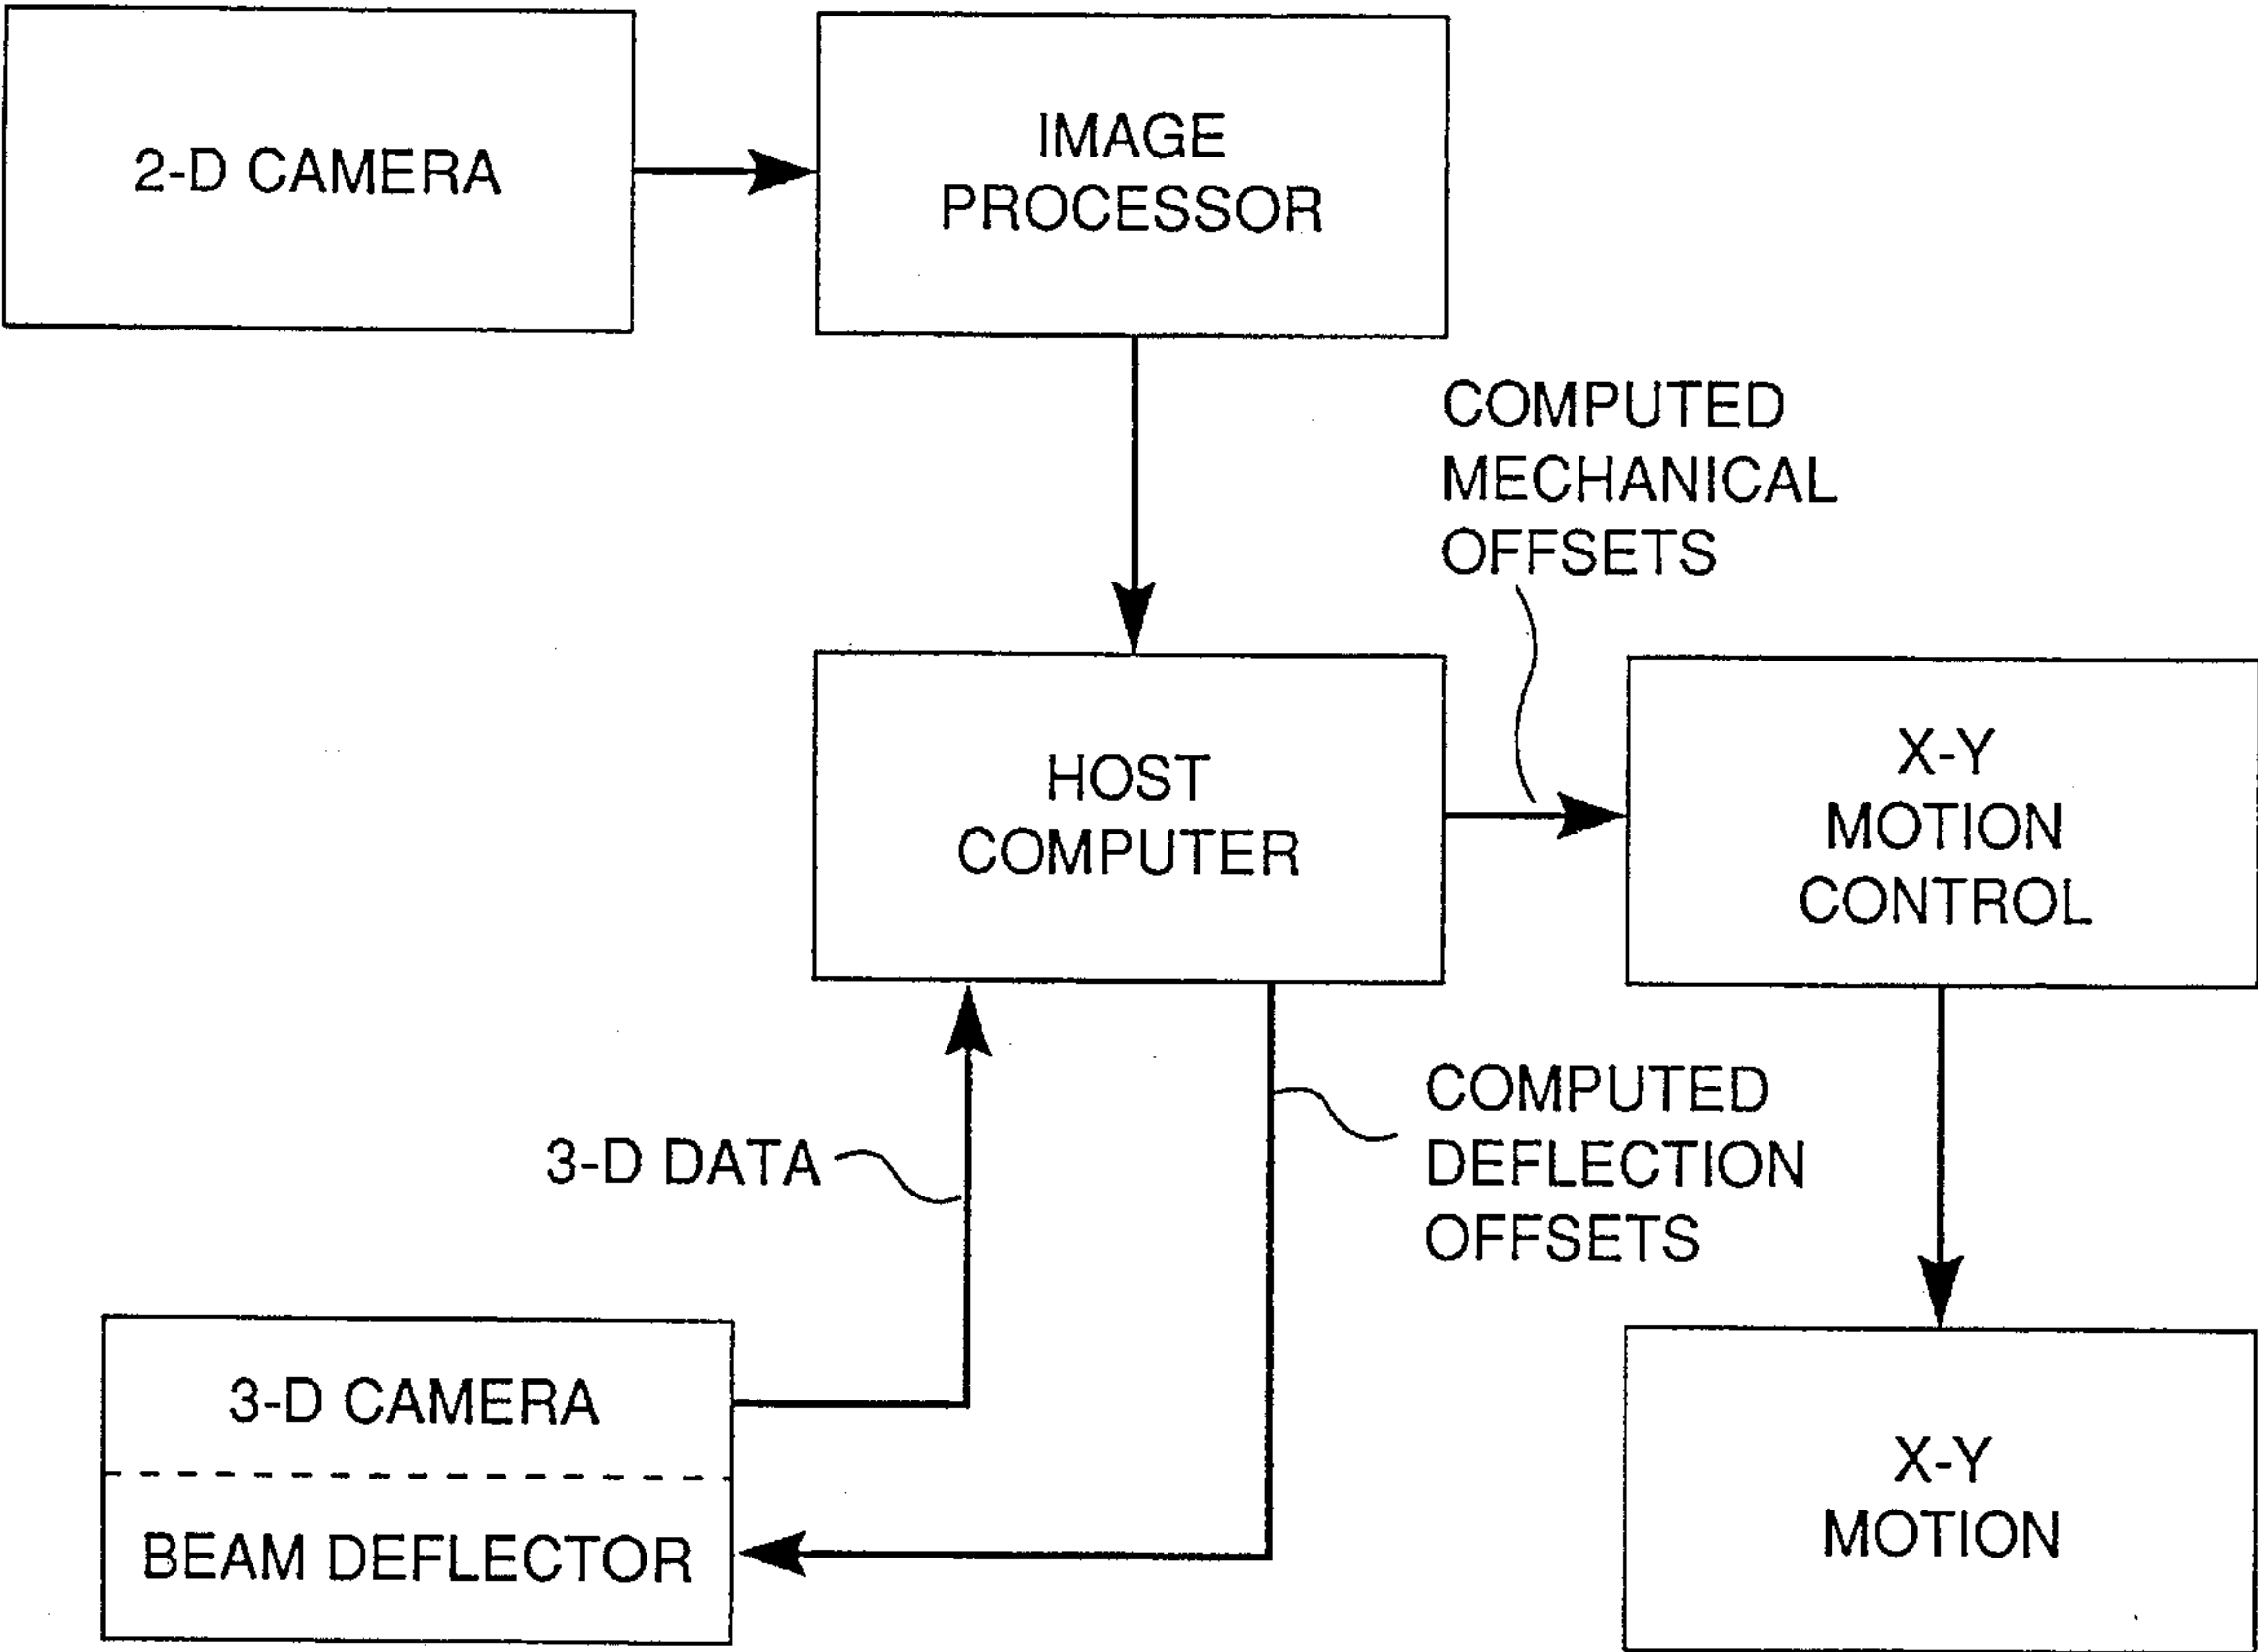 2-D CAMERA
IMAGE
PROCESSOR
COMPUTED
MECHANICAL
OFFSETS
HOST
COMPUTER
X-Y
MOTION
CONTROL
3-D DATA
COMPUTED
DEFLECTION
OFFSETS
3-D CAMERA
BEAM DEFLECTOR
X-Y
MOTION